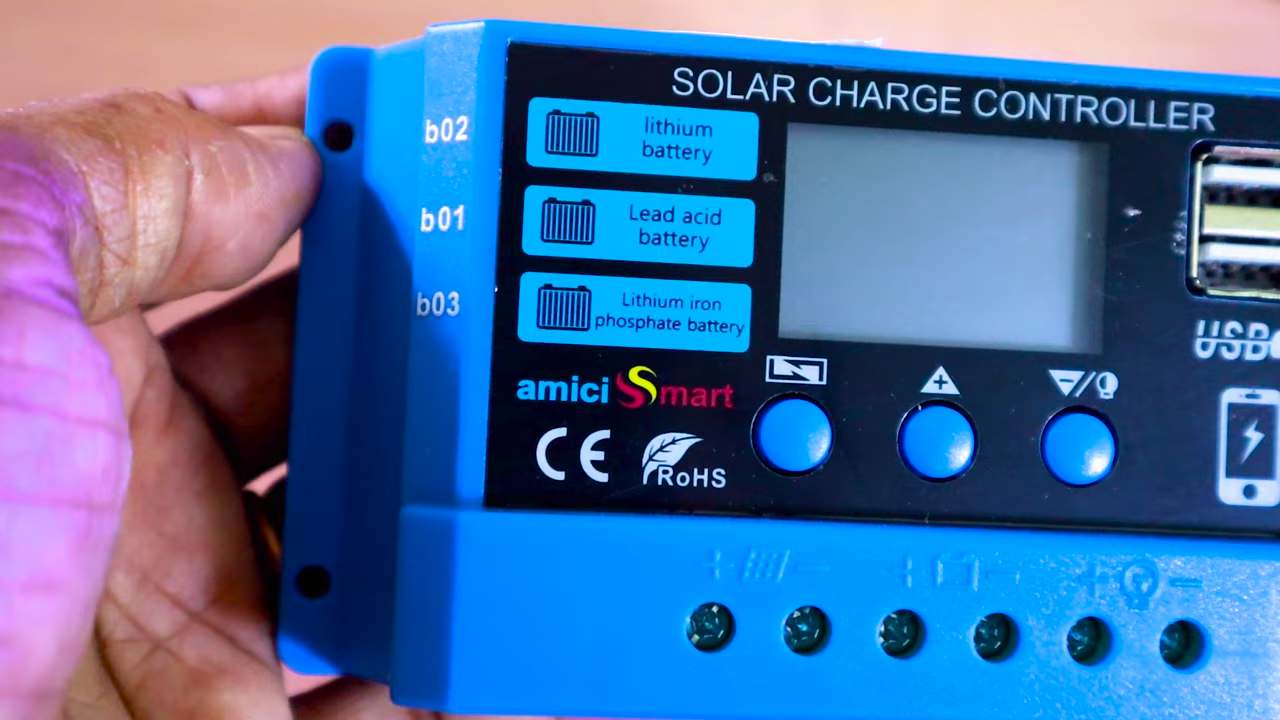 SOLAR CHARGE CONTROLLER
b02
lithium
battery
b01
Lead acid
battery
b03
Lithium iron
phosphate battery
amici Smart
CE
RoHS
USB